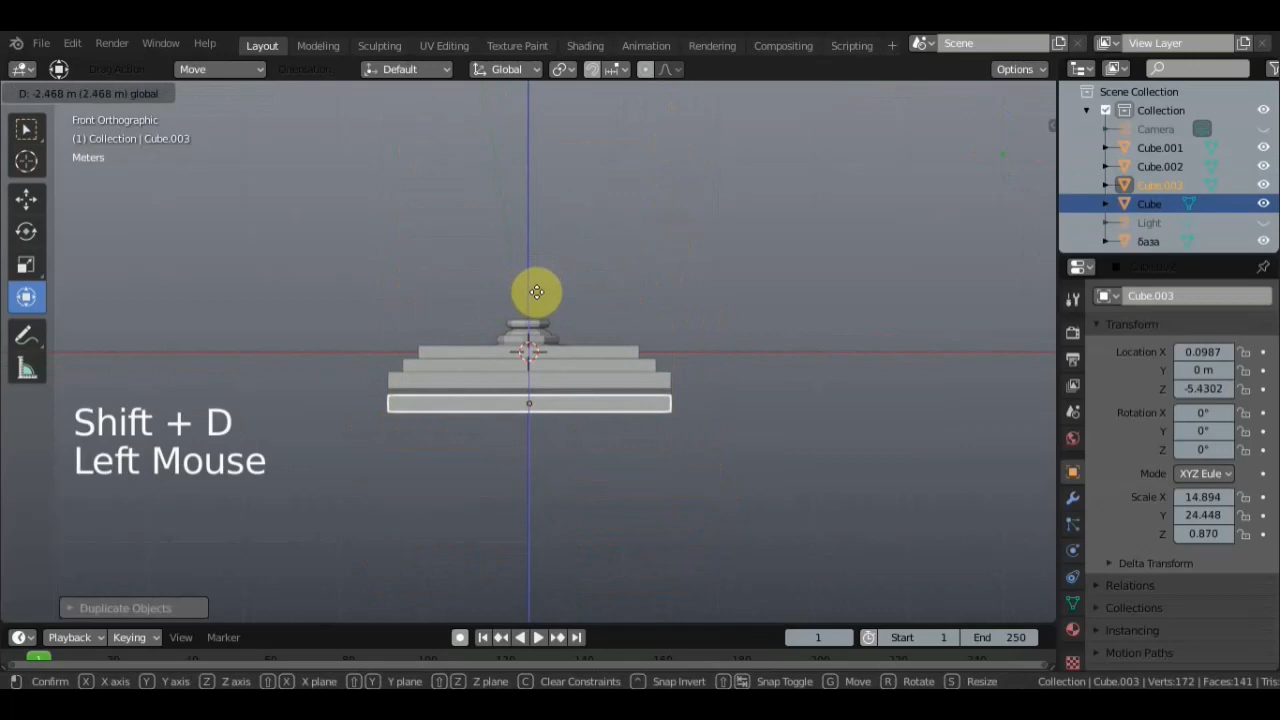 File Edit Render Window Help Layout Modeling Sculpting UV Editing Texture Paint Shading Animation Rendering Compositing Scripting + Scene View Layer
Drag Action Move Orientation Default Global Options
D: -2.468 m (2.468 m) global
Scene Collection
Front Orthographic
Collection
(1) Collection | Cube.003
Camera
Meters
Cube.001
Cube.002
Cube.003
Cube
Light
база
Cube.003
Transform
Location X 0.0987
Y 0 m
Z -5.4302
Rotation X 0°
Y 0°
Z 0°
Mode XYZ Eule
Scale X 14.894
Y 24.448
Z 0.870
Delta Transform
Relations
Collections
Instancing
Motion Paths
Shift + D
Left Mouse
Duplicate Objects
Playback Keying View Marker 1 Start 1 End 250
1
Confirm X X axis Y Y axis Z Z axis X X plane Y Y plane Z Z plane C Clear Constraints ^ Snap Invert Snap Toggle G Move R Rotate S Resize Collection | Cube.003 | Verts:172 | Faces:141 | Tris: